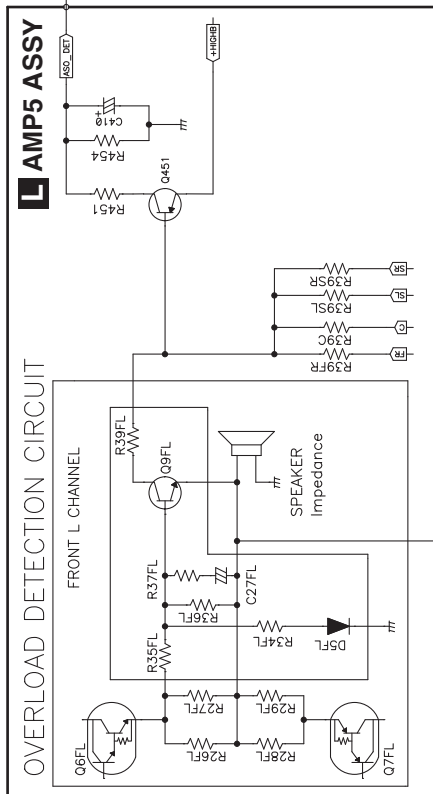 L AMP5 ASSY
ASO_DET
+HIGHB
+
C410
R454
R451
Q451
R39SR
SR
R39SL
SL
R39C
C
R39FR
FR
OVERLOAD DETECTION CIRCUIT
FRONT L CHANNEL
R39FL
Q9FL
SPEAKER
Impedance
R37FL
C27FL
R36FL
R35FL
R34FL
D5FL
Q6FL
R27FL
R29FL
R26FL
R28FL
Q7FL